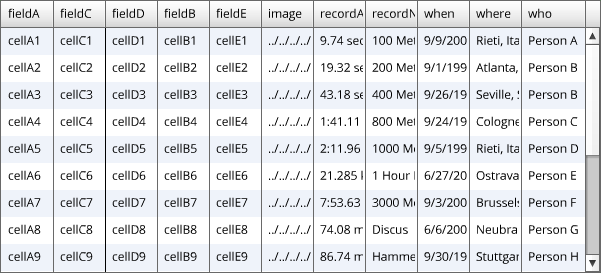 fieldA fieldC fieldD fieldB fieldE image recordA recordN when where who
cellA1 cellC1 cellD1 cellB1 cellE1 ../../../../ 9.74 sec 100 Met 9/9/200 Rieti, Ita Person A
cellA2 cellC2 cellD2 cellB2 cellE2 ../../../../ 19.32 se 200 Met 9/1/199 Atlanta, Person B
cellA3 cellC3 cellD3 cellB3 cellE3 ../../../../ 43.18 se 400 Met 9/26/19 Seville, S Person B
cellA4 cellC4 cellD4 cellB4 cellE4 ../../../../ 1:41.11 800 Met 9/24/19 Cologne Person C
cellA5 cellC5 cellD5 cellB5 cellE5 ../../../../ 2:11.96 1000 Me 9/5/199 Rieti, Ita Person D
cellA6 cellC6 cellD6 cellB6 cellE6 ../../../../ 21.285 k 1 Hour 6/27/20 Ostrava Person E
cellA7 cellC7 cellD7 cellB7 cellE7 ../../../../ 7:53.63 3000 Me 9/3/200 Brussels Person F
cellA8 cellC8 cellD8 cellB8 cellE8 ../../../../ 74.08 m Discus 6/6/200 Neubra Person G
cellA9 cellC9 cellD9 cellB9 cellE9 ../../../../ 86.74 m Hamme 9/30/19 Stuttgar Person H